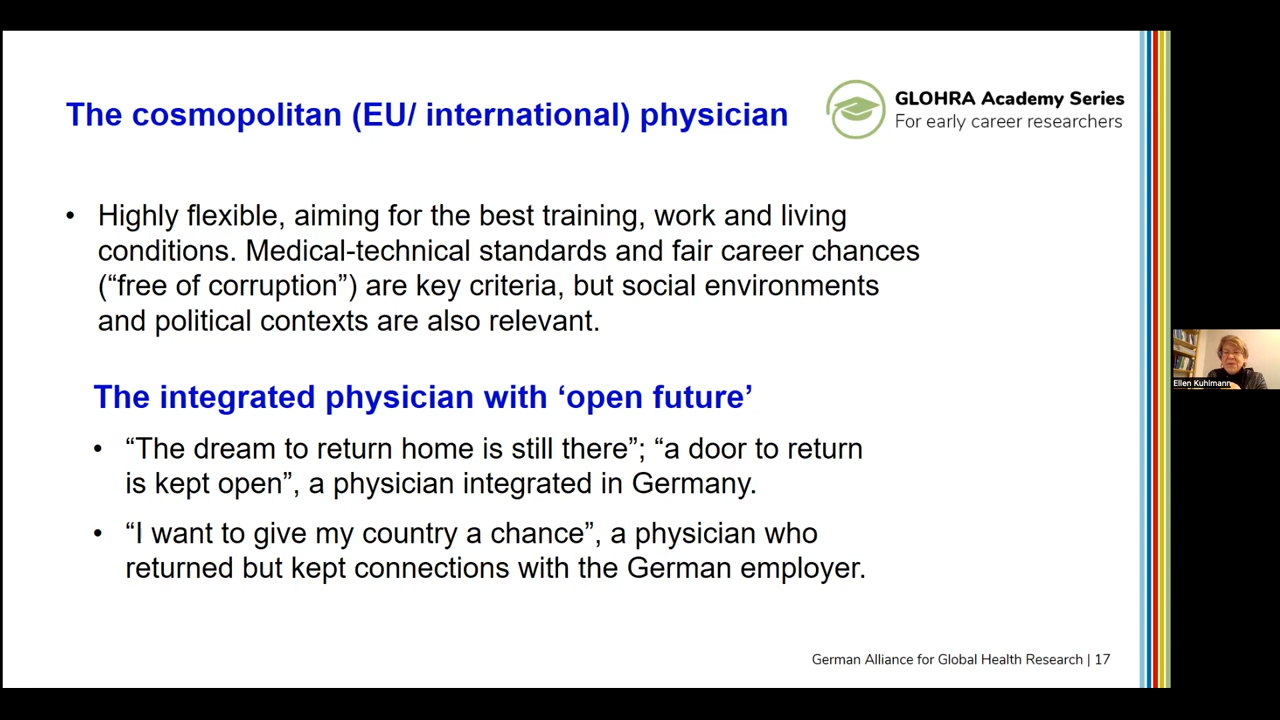 The cosmopolitan (EU/ international) physician
GLOHRA Academy Series
For early career researchers
• Highly flexible, aiming for the best training, work and living
conditions. Medical-technical standards and fair career chances
(“free of corruption”) are key criteria, but social environments
and political contexts are also relevant.
The integrated physician with ‘open future’
• “The dream to return home is still there”; “a door to return
is kept open”, a physician integrated in Germany.
• “I want to give my country a chance”, a physician who
returned but kept connections with the German employer.
Ellen Kuhlmann
German Alliance for Global Health Research | 17